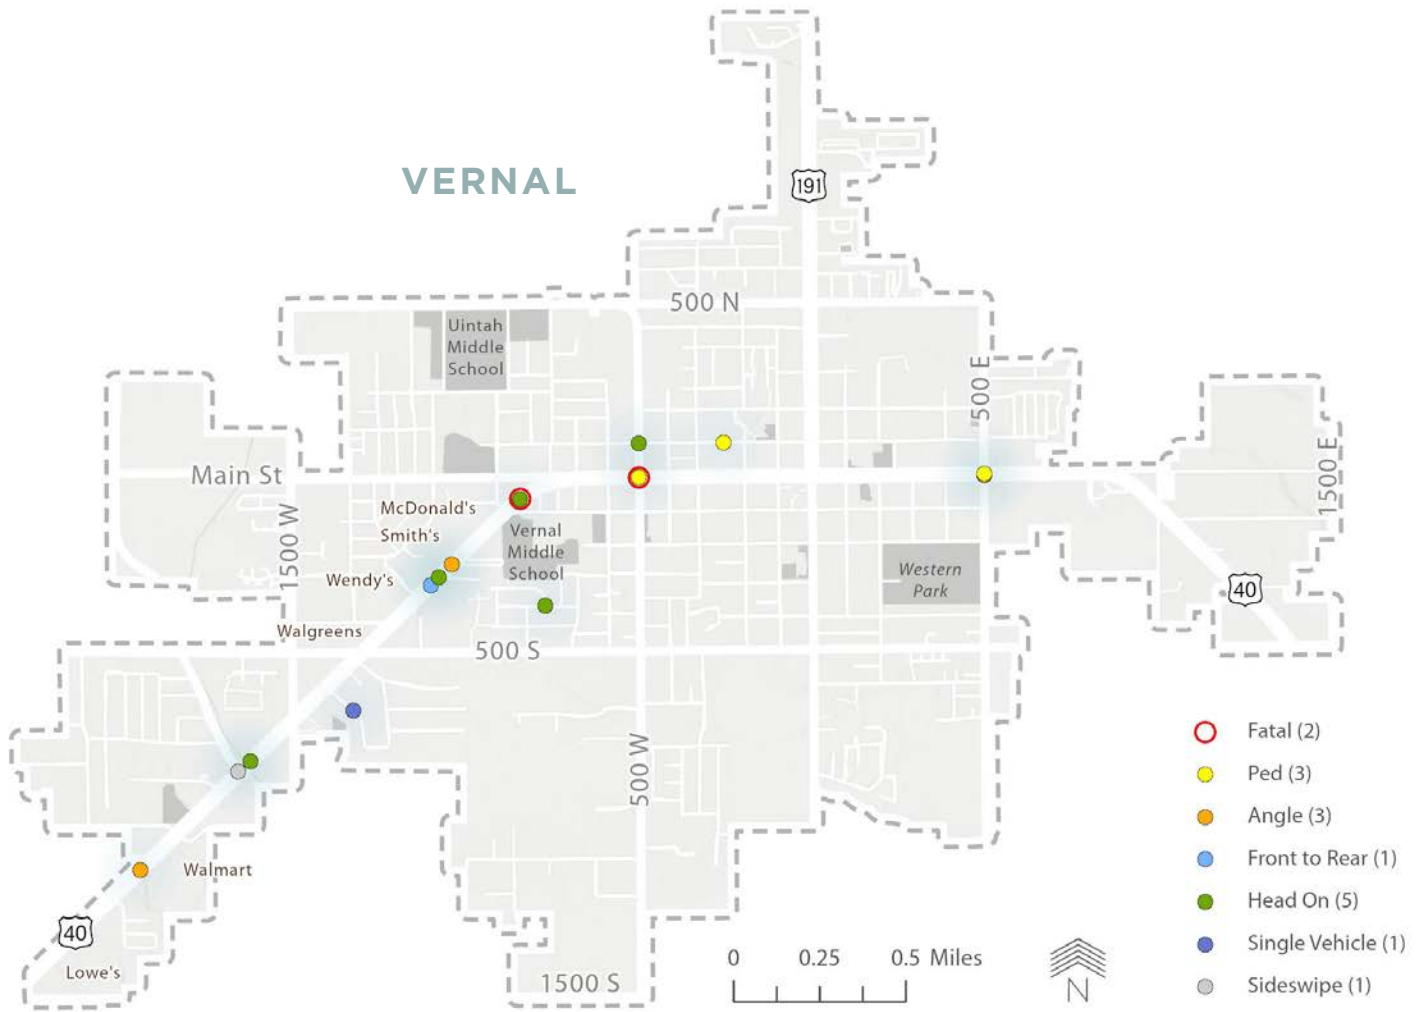 VERNAL
191
500 N
Uintah
Middle
School
500 E
Main St
1500 E
McDonald's
Smith's
Vernal
Middle
School
1500 W
Wendy's
Western
Park
40
Walgreens
500 S
500 W
Fatal (2)
Ped (3)
Angle (3)
Front to Rear (1)
Head On (5)
Single Vehicle (1)
Sideswipe (1)
Walmart
40
Lowe's
1500 S
0 0.25 0.5 Miles
N